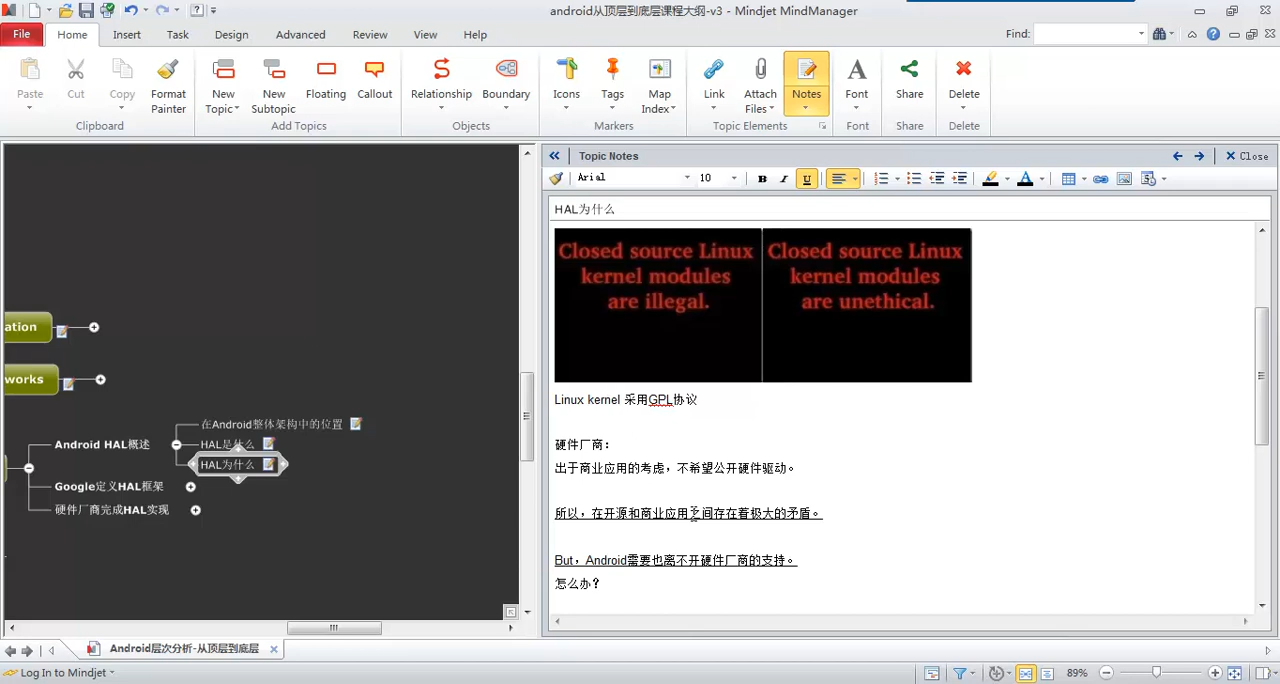 android从顶层到底层课程大纲-v3 - Mindjet MindManager
File Home Insert Task Design Advanced Review View Help Find:
Paste Cut Copy Format Painter New Topic New Subtopic Floating Callout Relationship Boundary Icons Tags Map Index Link Attach Files Notes Font Share Delete
Clipboard Add Topics Objects Markers Topic Elements Font Share Delete
Topic Notes Close
Arial 10 B I U
HAL为什么
Closed source Linux kernel modules are illegal.
Closed source Linux kernel modules are unethical.
Linux kernel 采用GPL协议
硬件厂商：
出于商业应用的考虑，不希望公开硬件驱动。
所以，在开源和商业应用之间存在着极大的矛盾。
But，Android需要也离不开硬件厂商的支持。
怎么办？
ation
works
在Android整体架构中的位置
Android HAL概述
HAL是什么
HAL为什么
Google定义HAL框架
硬件厂商完成HAL实现
Android层次分析-从顶层到底层
Log In to Mindjet
89%